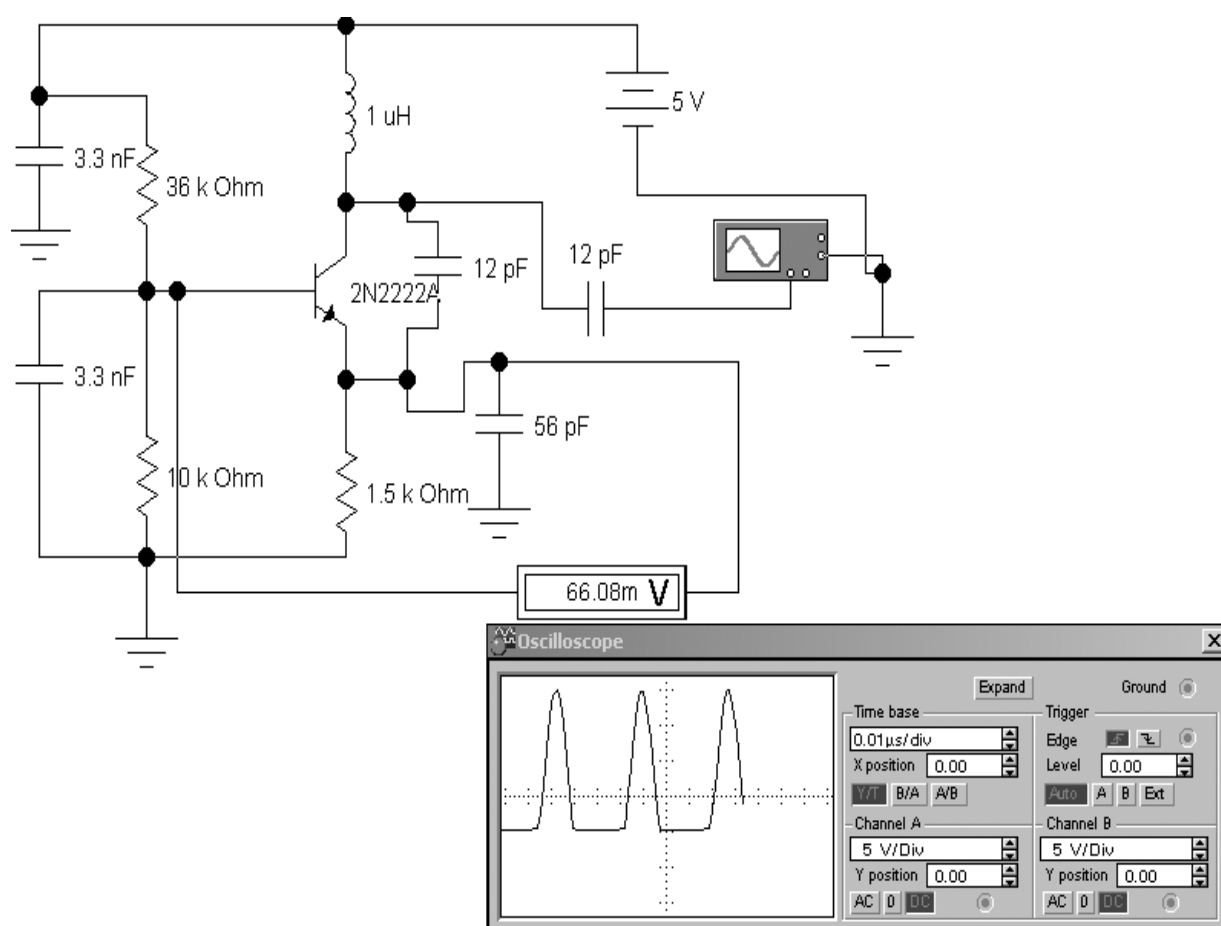 1 uH
5 V
3.3 nF
36 k Ohm
12 pF
12 pF
2N2222A
3.3 nF
56 pF
10 k Ohm
1.5 k Ohm
66.08m V
Oscilloscope
X
Expand
Ground
Time base
Trigger
0.01µs/div
Edge
X position 0.00
Level 0.00
Y/T B/A A/B
Auto A B Ext
Channel A
Channel B
5 V/Div
5 V/Div
Y position 0.00
Y position 0.00
AC 0 DC
AC 0 DC